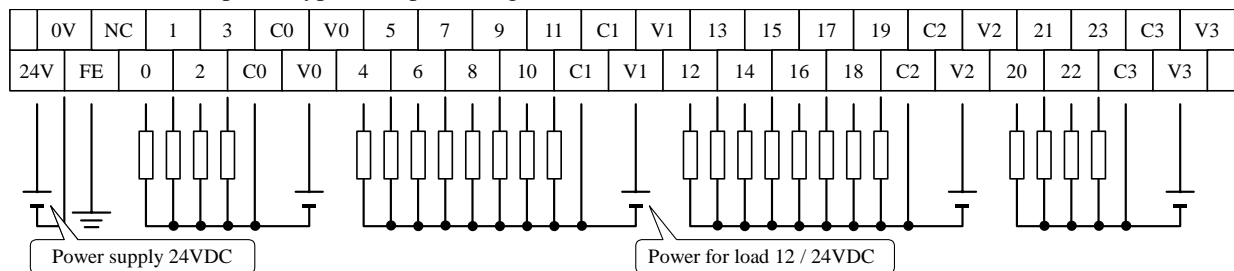 0V NC 1 3 C0 V0 5 7 9 11 C1 V1 13 15 17 19 C2 V2 21 23 C3 V3
24V FE 0 2 C0 V0 4 6 8 10 C1 V1 12 14 16 18 C2 V2 20 22 C3 V3
Power supply 24VDC Power for load 12 / 24VDC